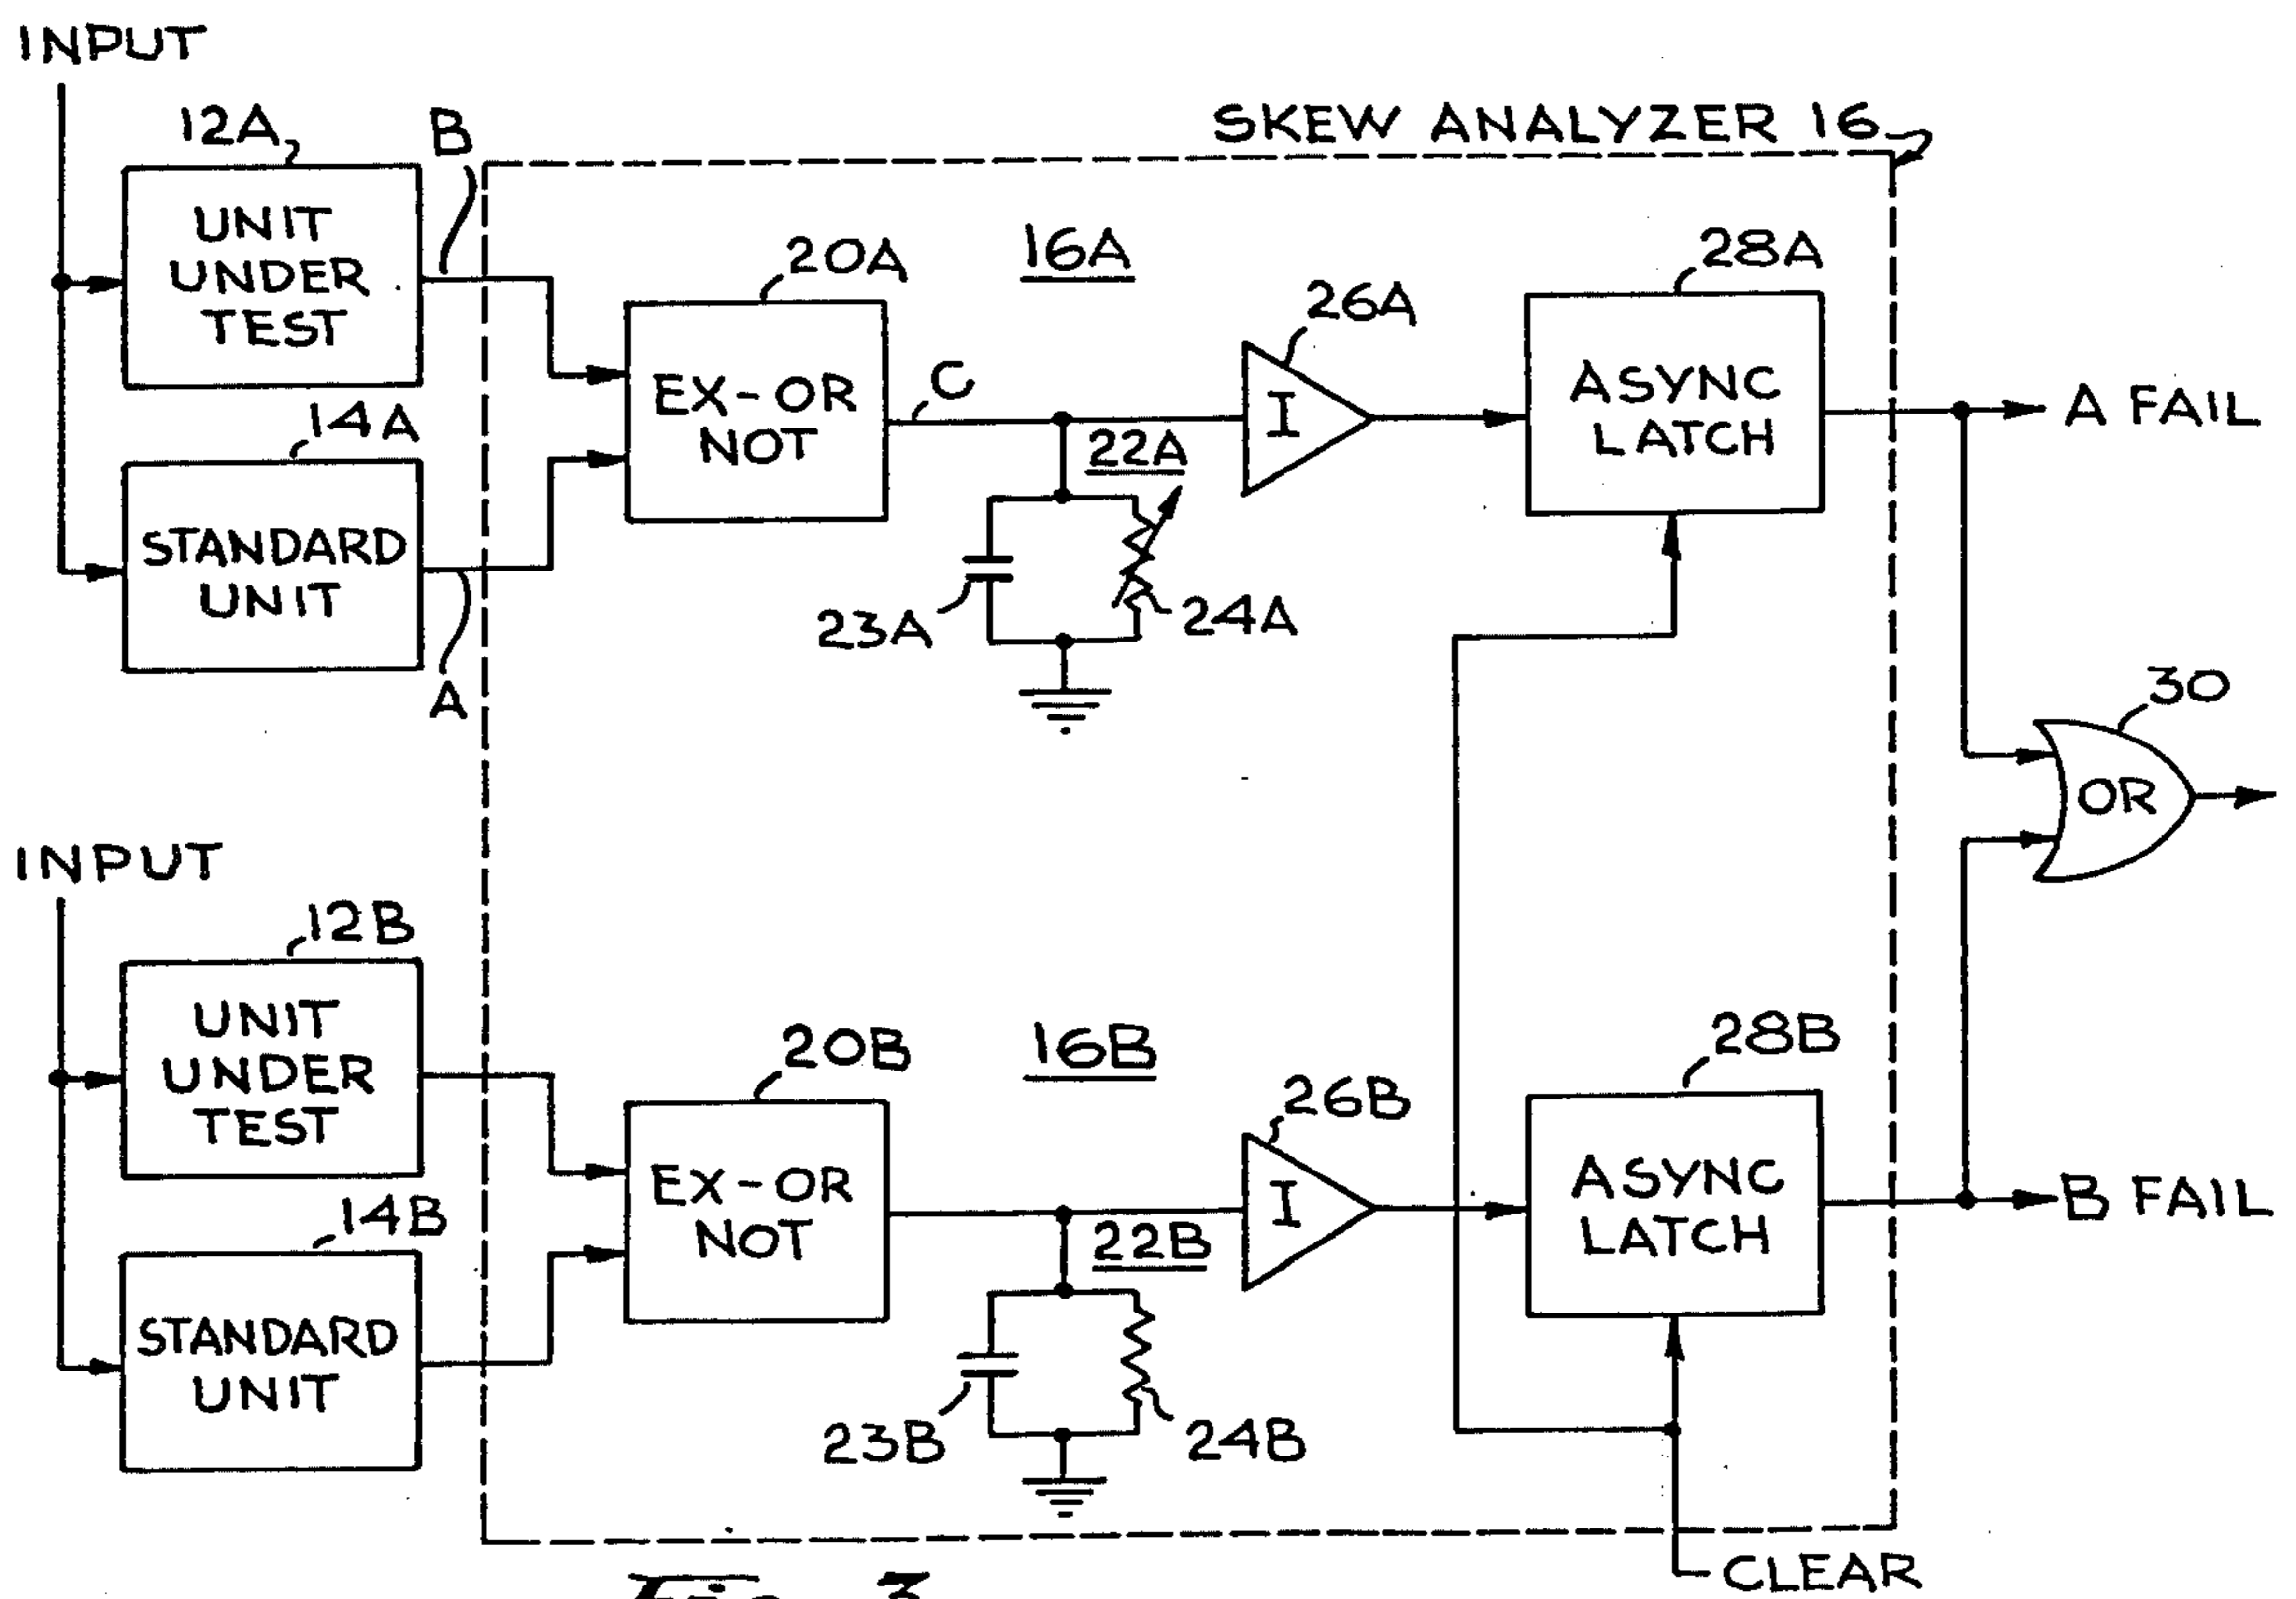 INPUT
12A
B
SKEW ANALYZER 16
UNIT
UNDER
TEST
20A
16A
28A
26A
EX-OR
NOT
C
I
ASYNC
LATCH
A FAIL
14A
22A
STANDARD
UNIT
23A
24A
A
30
OR
INPUT
12B
UNIT
UNDER
TEST
20B
16B
28B
26B
EX-OR
NOT
I
ASYNC
LATCH
B FAIL
14B
22B
STANDARD
UNIT
23B
24B
CLEAR